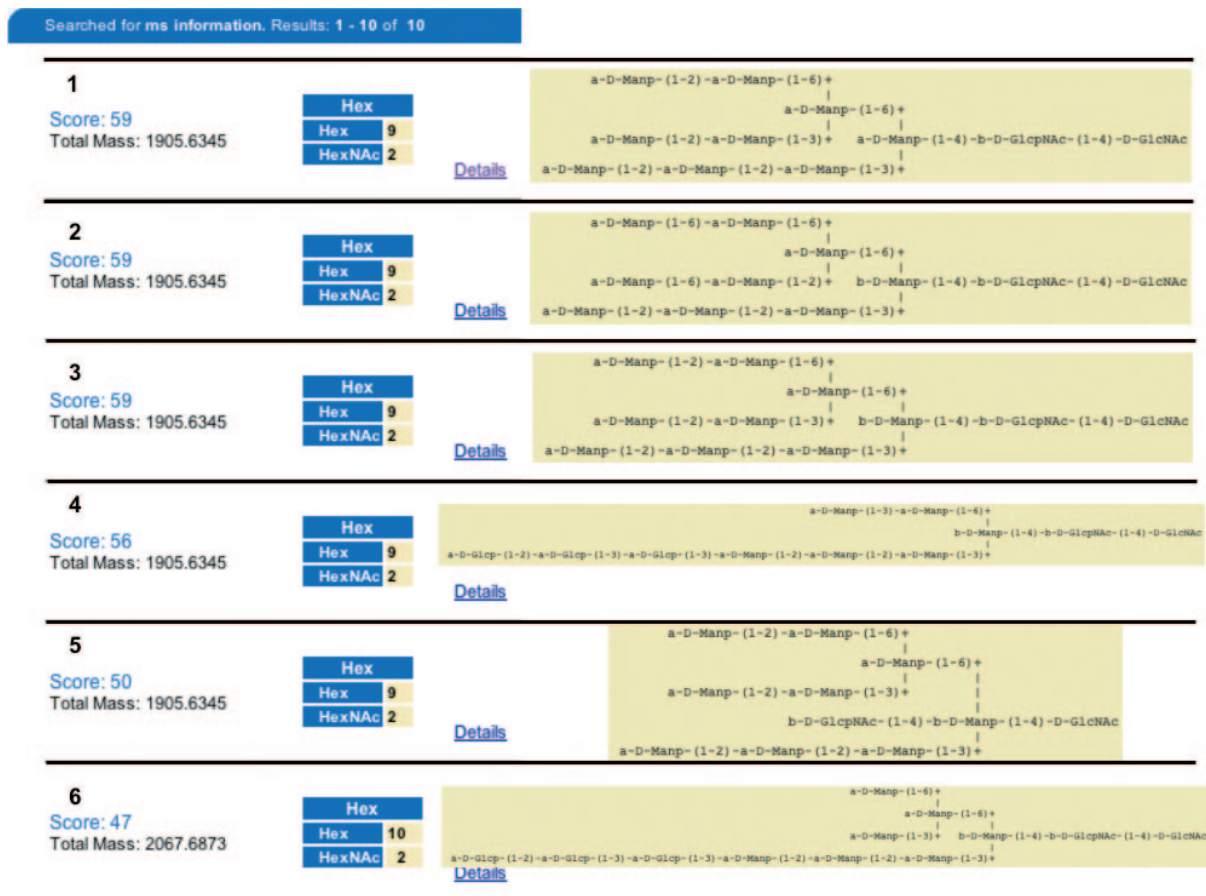 Searched for ms information. Results: 1 - 10 of 10
1
Score: 59
Total Mass: 1905.6345
Hex
Hex 9
HexNAc 2
Details
a-D-Manp-(1-2)-a-D-Manp-(1-6)+
|
a-D-Manp-(1-6)+
| |
a-D-Manp-(1-2)-a-D-Manp-(1-3)+ a-D-Manp-(1-4)-b-D-GlcpNAc-(1-4)-D-GlcNAc
|
a-D-Manp-(1-2)-a-D-Manp-(1-2)-a-D-Manp-(1-3)+
2
Score: 59
Total Mass: 1905.6345
Hex
Hex 9
HexNAc 2
Details
a-D-Manp-(1-6)-a-D-Manp-(1-6)+
|
a-D-Manp-(1-6)+
| |
a-D-Manp-(1-6)-a-D-Manp-(1-2)+ b-D-Manp-(1-4)-b-D-GlcpNAc-(1-4)-D-GlcNAc
|
a-D-Manp-(1-2)-a-D-Manp-(1-2)-a-D-Manp-(1-3)+
3
Score: 59
Total Mass: 1905.6345
Hex
Hex 9
HexNAc 2
Details
a-D-Manp-(1-2)-a-D-Manp-(1-6)+
|
a-D-Manp-(1-6)+
| |
a-D-Manp-(1-2)-a-D-Manp-(1-3)+ b-D-Manp-(1-4)-b-D-GlcpNAc-(1-4)-D-GlcNAc
|
a-D-Manp-(1-2)-a-D-Manp-(1-2)-a-D-Manp-(1-3)+
4
Score: 56
Total Mass: 1905.6345
Hex
Hex 9
HexNAc 2
Details
a-D-Manp-(1-3)-a-D-Manp-(1-6)+
|
b-D-Manp-(1-4)-b-D-GlcpNAc-(1-4)-D-GlcNAc
|
a-D-Glcp-(1-2)-a-D-Glcp-(1-3)-a-D-Glcp-(1-3)-a-D-Manp-(1-2)-a-D-Manp-(1-2)-a-D-Manp-(1-3)+
5
Score: 50
Total Mass: 1905.6345
Hex
Hex 9
HexNAc 2
Details
a-D-Manp-(1-2)-a-D-Manp-(1-6)+
|
a-D-Manp-(1-6)+
| |
a-D-Manp-(1-2)-a-D-Manp-(1-3)+ |
|
b-D-GlcpNAc-(1-4)-b-D-Manp-(1-4)-D-GlcNAc
|
a-D-Manp-(1-2)-a-D-Manp-(1-2)-a-D-Manp-(1-3)+
6
Score: 47
Total Mass: 2067.6873
Hex
Hex 10
HexNAc 2
Details
a-D-Manp-(1-6)+
|
a-D-Manp-(1-6)+
| |
a-D-Manp-(1-3)+ b-D-Manp-(1-4)-b-D-GlcpNAc-(1-4)-D-GlcNAc
|
a-D-Glcp-(1-2)-a-D-Glcp-(1-3)-a-D-Glcp-(1-3)-a-D-Manp-(1-2)-a-D-Manp-(1-2)-a-D-Manp-(1-3)+